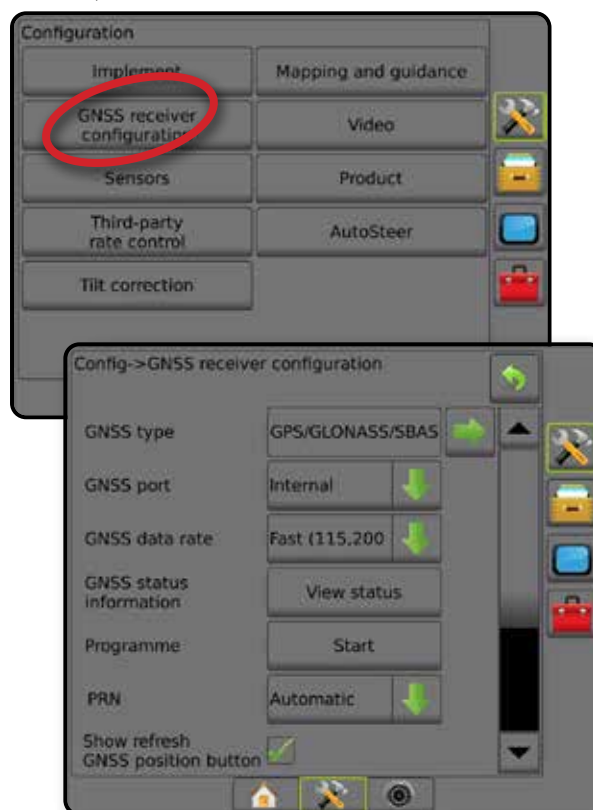 Configuration
Implement
Mapping and guidance
GNSS receiver
configuration
Video
Sensors
Product
Third-party
rate control
AutoSteer
Tilt correction
Config->GNSS receiver configuration
GNSS type
GPS/GLONASS/SBAS
GNSS port
Internal
GNSS data rate
Fast (115,200
GNSS status
information
View status
Programme
Start
PRN
Automatic
Show refresh
GNSS position button